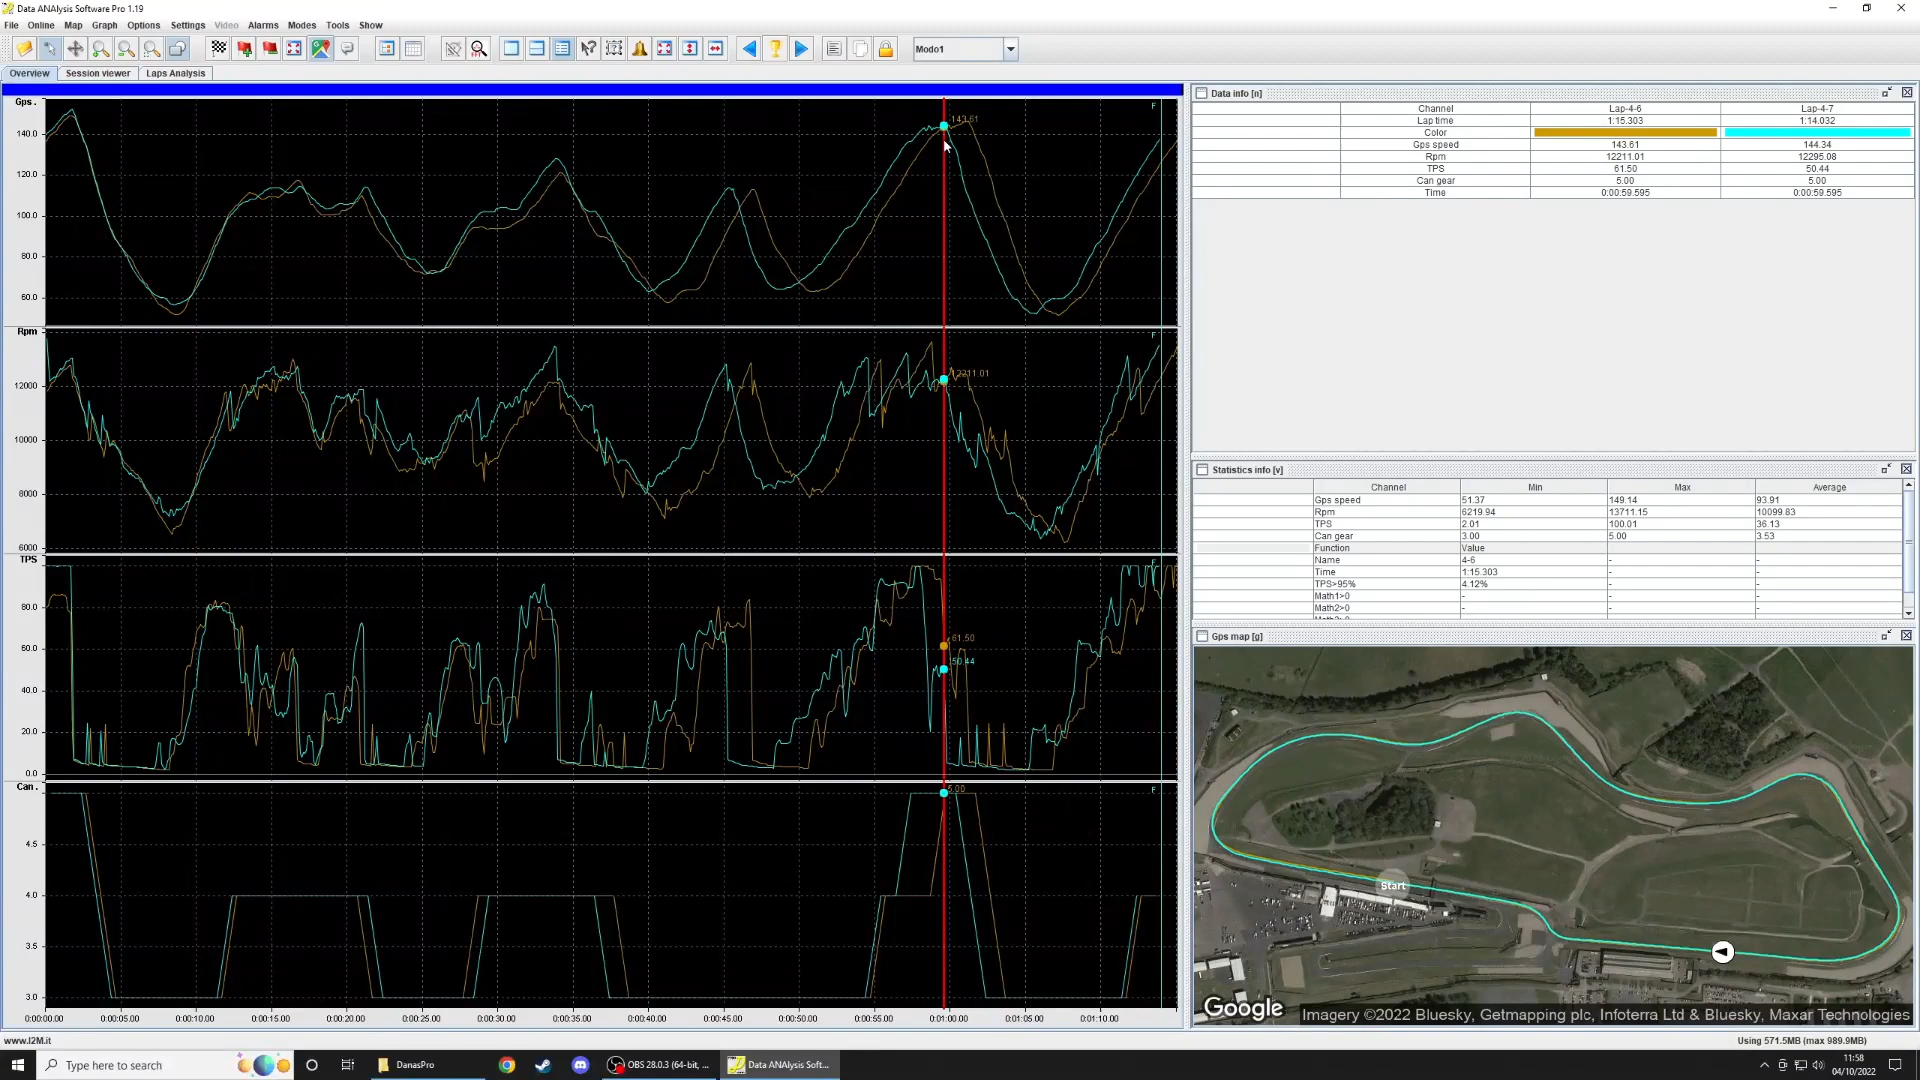 Data ANAlysis Software Pro 1.19
File Online Map Graph Options Settings Video Alarms Modes Tools Show
Modo1
Overview Session viewer Laps Analysis
Gps .
F
143.61
140.0
120.0
100.0
80.0
60.0
Rpm
F
12211.01
12000
10000
8000
6000
TPS
80.0
60.0
61.50
50.44
40.0
20.0
0.0
Can .
F
5.00
4.5
4.0
3.5
3.0
0:00:00.00 0:00:05.00 0:00:10.00 0:00:15.00 0:00:20.00 0:00:25.00 0:00:30.00 0:00:35.00 0:00:40.00 0:00:45.00 0:00:50.00 0:00:55.00 0:01:00.00 0:01:05.00 0:01:10.00
Data info [n]
Channel Lap-4-6 Lap-4-7
Lap time 1:15.303 1:14.032
Color
Gps speed 143.61 144.34
Rpm 12211.01 12295.08
TPS 61.50 50.44
Can gear 5.00 5.00
Time 0:00:59.595 0:00:59.595
Statistics info [v]
Channel Min Max Average
Gps speed 51.37 149.14 93.91
Rpm 6219.94 13711.15 10099.83
TPS 2.01 100.01 36.13
Can gear 3.00 5.00 3.53
Function Value
Name 4-6 - -
Time 1:15.303 - -
TPS>95% 4.12% - -
Math1>0 - - -
Math2>0 - - -
Gps map [g]
Start
Google
Imagery ©2022 Bluesky, Getmapping plc, Infoterra Ltd & Bluesky, Maxar Technologies
www.I2M.it
Using 571.5MB (max 989.9MB)
Type here to search
DanasPro
OBS 28.0.3 (64-bit, ...
Data ANAlysis Soft...
11:58
04/10/2022